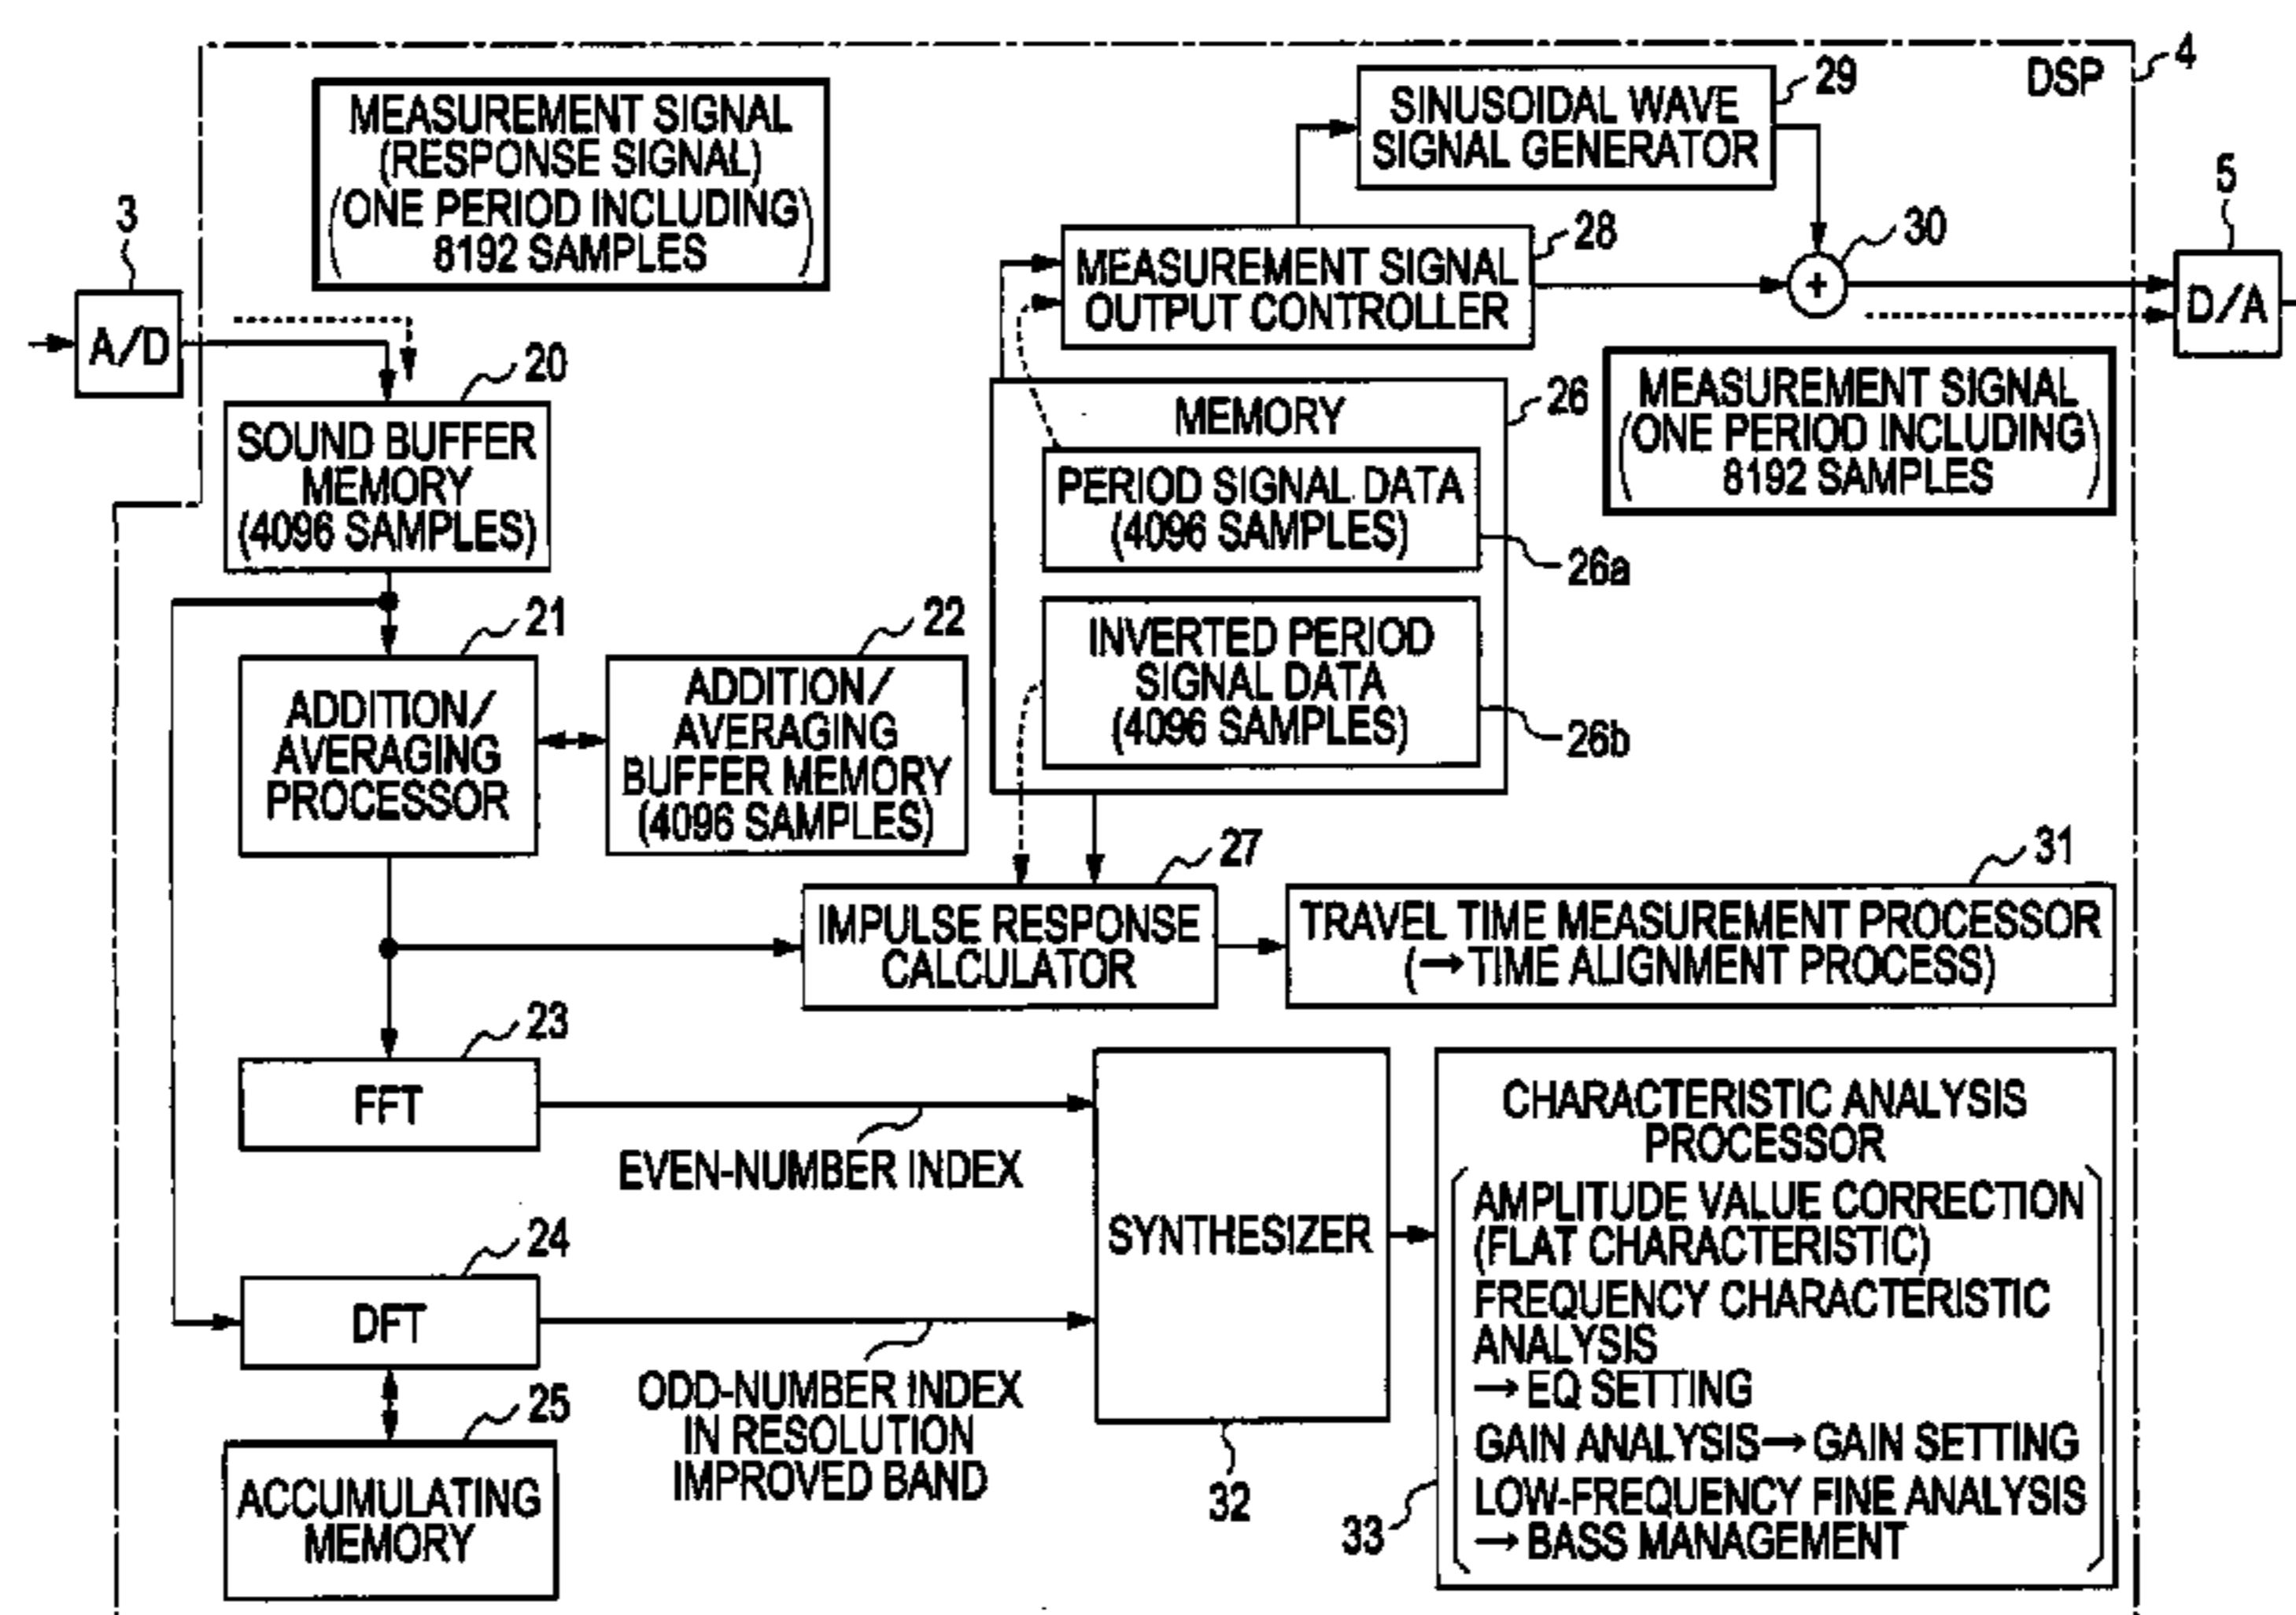 DSP
4
MEASUREMENT SIGNAL
(RESPONSE SIGNAL)
(ONE PERIOD INCLUDING
8192 SAMPLES)
29
SINUSOIDAL WAVE
SIGNAL GENERATOR
3
A/D
28
MEASUREMENT SIGNAL
OUTPUT CONTROLLER
30
+
5
D/A
MEASUREMENT SIGNAL
(ONE PERIOD INCLUDING
8192 SAMPLES)
20
SOUND BUFFER
MEMORY
(4096 SAMPLES)
26
MEMORY
PERIOD SIGNAL DATA
(4096 SAMPLES)
26a
INVERTED PERIOD
SIGNAL DATA
(4096 SAMPLES)
26b
21
ADDITION/
AVERAGING
PROCESSOR
22
ADDITION/
AVERAGING
BUFFER MEMORY
(4096 SAMPLES)
27
IMPULSE RESPONSE
CALCULATOR
31
TRAVEL TIME MEASUREMENT PROCESSOR
(→TIME ALIGNMENT PROCESS)
23
FFT
EVEN-NUMBER INDEX
24
DFT
ODD-NUMBER INDEX
IN RESOLUTION
IMPROVED BAND
25
ACCUMULATING
MEMORY
SYNTHESIZER
32
CHARACTERISTIC ANALYSIS
PROCESSOR
AMPLITUDE VALUE CORRECTION
(FLAT CHARACTERISTIC)
FREQUENCY CHARACTERISTIC
ANALYSIS
→EQ SETTING
GAIN ANALYSIS→GAIN SETTING
LOW-FREQUENCY FINE ANALYSIS
→BASS MANAGEMENT
33